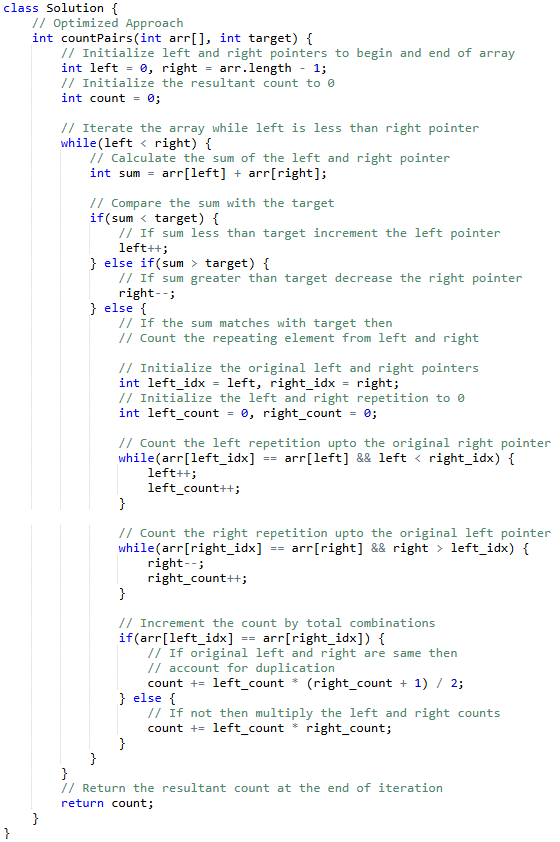 class Solution {
    // Optimized Approach
    int countPairs(int arr[], int target) {
        // Initialize left and right pointers to begin and end of array
        int left = 0, right = arr.length - 1;
        // Initialize the resultant count to 0
        int count = 0;

        // Iterate the array while left is less than right pointer
        while(left < right) {
            // Calculate the sum of the left and right pointer
            int sum = arr[left] + arr[right];

            // Compare the sum with the target
            if(sum < target) {
                // If sum less than target increment the left pointer
                left++;
            } else if(sum > target) {
                // If sum greater than target decrease the right pointer
                right--;
            } else {
                // If the sum matches with target then
                // Count the repeating element from left and right

                // Initialize the original left and right pointers
                int left_idx = left, right_idx = right;
                // Initialize the left and right repetition to 0
                int left_count = 0, right_count = 0;

                // Count the left repetition upto the original right pointer
                while(arr[left_idx] == arr[left] && left < right_idx) {
                    left++;
                    left_count++;
                }

                // Count the right repetition upto the original left pointer
                while(arr[right_idx] == arr[right] && right > left_idx) {
                    right--;
                    right_count++;
                }

                // Increment the count by total combinations
                if(arr[left_idx] == arr[right_idx]) {
                    // If original left and right are same then
                    // account for duplication
                    count += left_count * (right_count + 1) / 2;
                } else {
                    // If not then multiply the left and right counts
                    count += left_count * right_count;
                }
            }
        }
        // Return the resultant count at the end of iteration
        return count;
    }
}